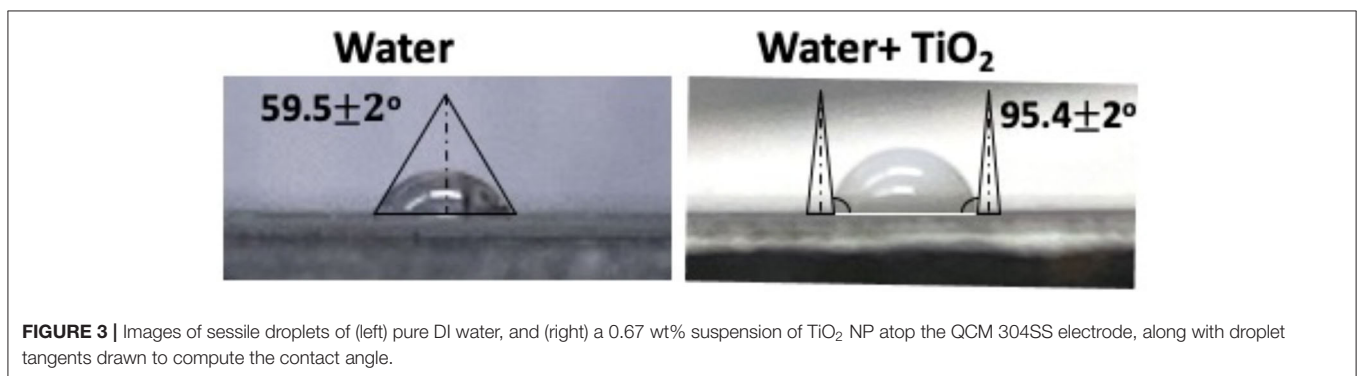 Water
Water+ TiO₂
59.5±2°
95.4±2°
FIGURE 3 | Images of sessile droplets of (left) pure DI water, and (right) a 0.67 wt% suspension of TiO₂ NP atop the QCM 304SS electrode, along with droplet
tangents drawn to compute the contact angle.